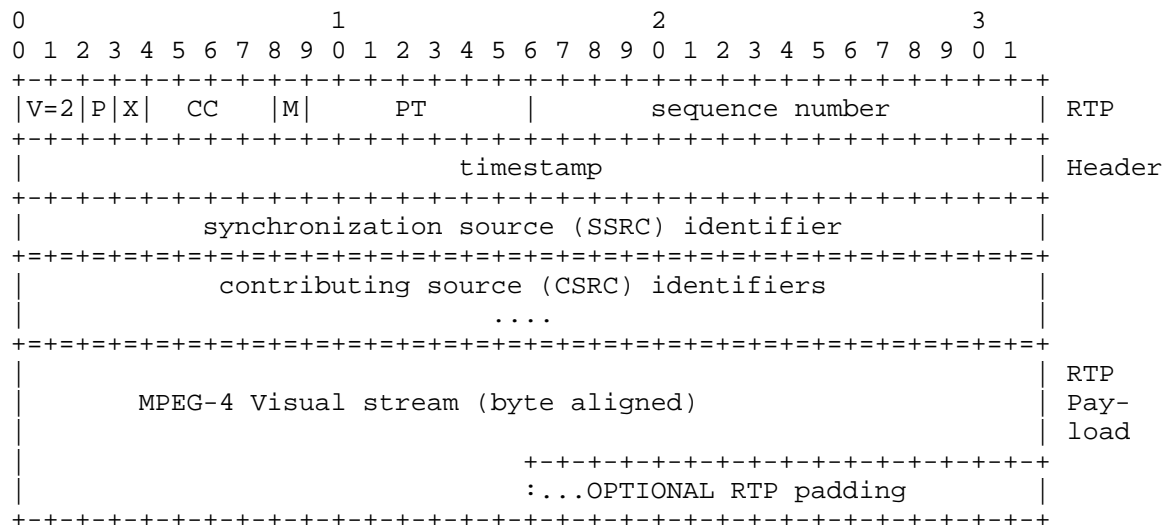 0                   1                   2                   3
0 1 2 3 4 5 6 7 8 9 0 1 2 3 4 5 6 7 8 9 0 1 2 3 4 5 6 7 8 9 0 1
+-+-+-+-+-+-+-+-+-+-+-+-+-+-+-+-+-+-+-+-+-+-+-+-+-+-+-+-+-+-+-+-+
|V=2|P|X|  CC   |M|     PT      |       sequence number         | RTP
+-+-+-+-+-+-+-+-+-+-+-+-+-+-+-+-+-+-+-+-+-+-+-+-+-+-+-+-+-+-+-+-+
|                           timestamp                           | Header
+-+-+-+-+-+-+-+-+-+-+-+-+-+-+-+-+-+-+-+-+-+-+-+-+-+-+-+-+-+-+-+-+
|           synchronization source (SSRC) identifier            |
+=+=+=+=+=+=+=+=+=+=+=+=+=+=+=+=+=+=+=+=+=+=+=+=+=+=+=+=+=+=+=+=+
|            contributing source (CSRC) identifiers             |
|                             ....                              |
+=+=+=+=+=+=+=+=+=+=+=+=+=+=+=+=+=+=+=+=+=+=+=+=+=+=+=+=+=+=+=+=+
|                                                               | RTP
|       MPEG-4 Visual stream (byte aligned)                     | Pay-
|                                                               | load
|                               +-+-+-+-+-+-+-+-+-+-+-+-+-+-+-+-+
|                               :...OPTIONAL RTP padding        |
+-+-+-+-+-+-+-+-+-+-+-+-+-+-+-+-+-+-+-+-+-+-+-+-+-+-+-+-+-+-+-+-+